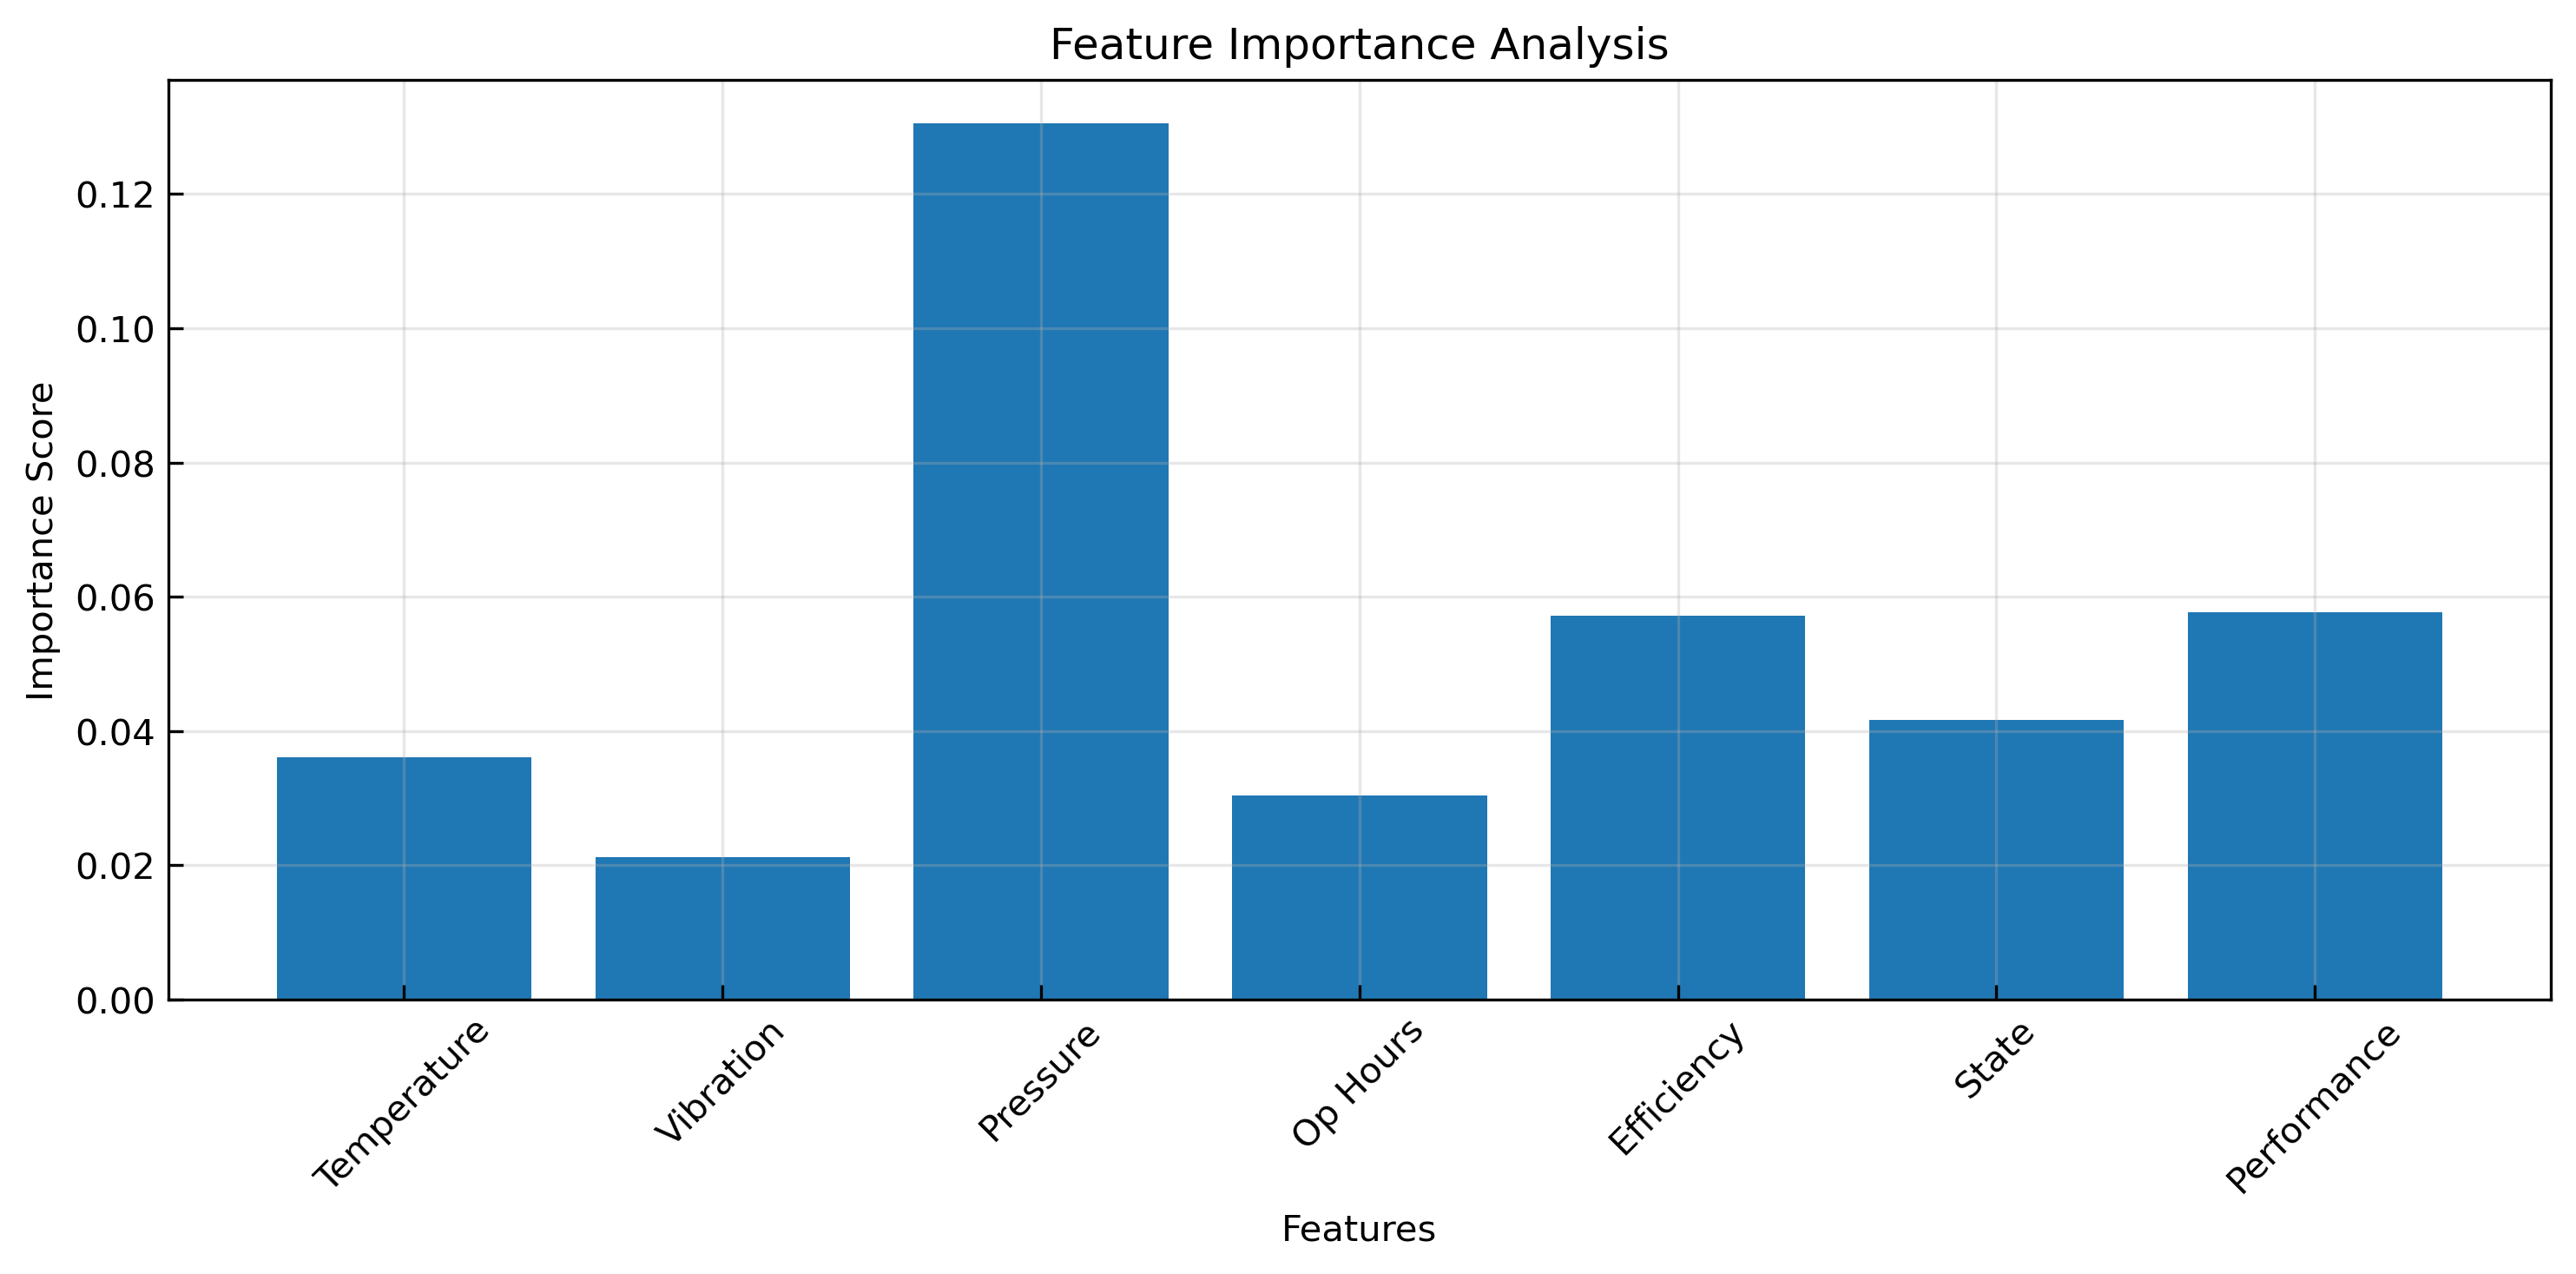 Feature Importance Analysis
Importance Score
0.12
0.10
0.08
0.06
0.04
0.02
0.00
Temperature
Vibration
Pressure
Op Hours
Efficiency
State
Performance
Features